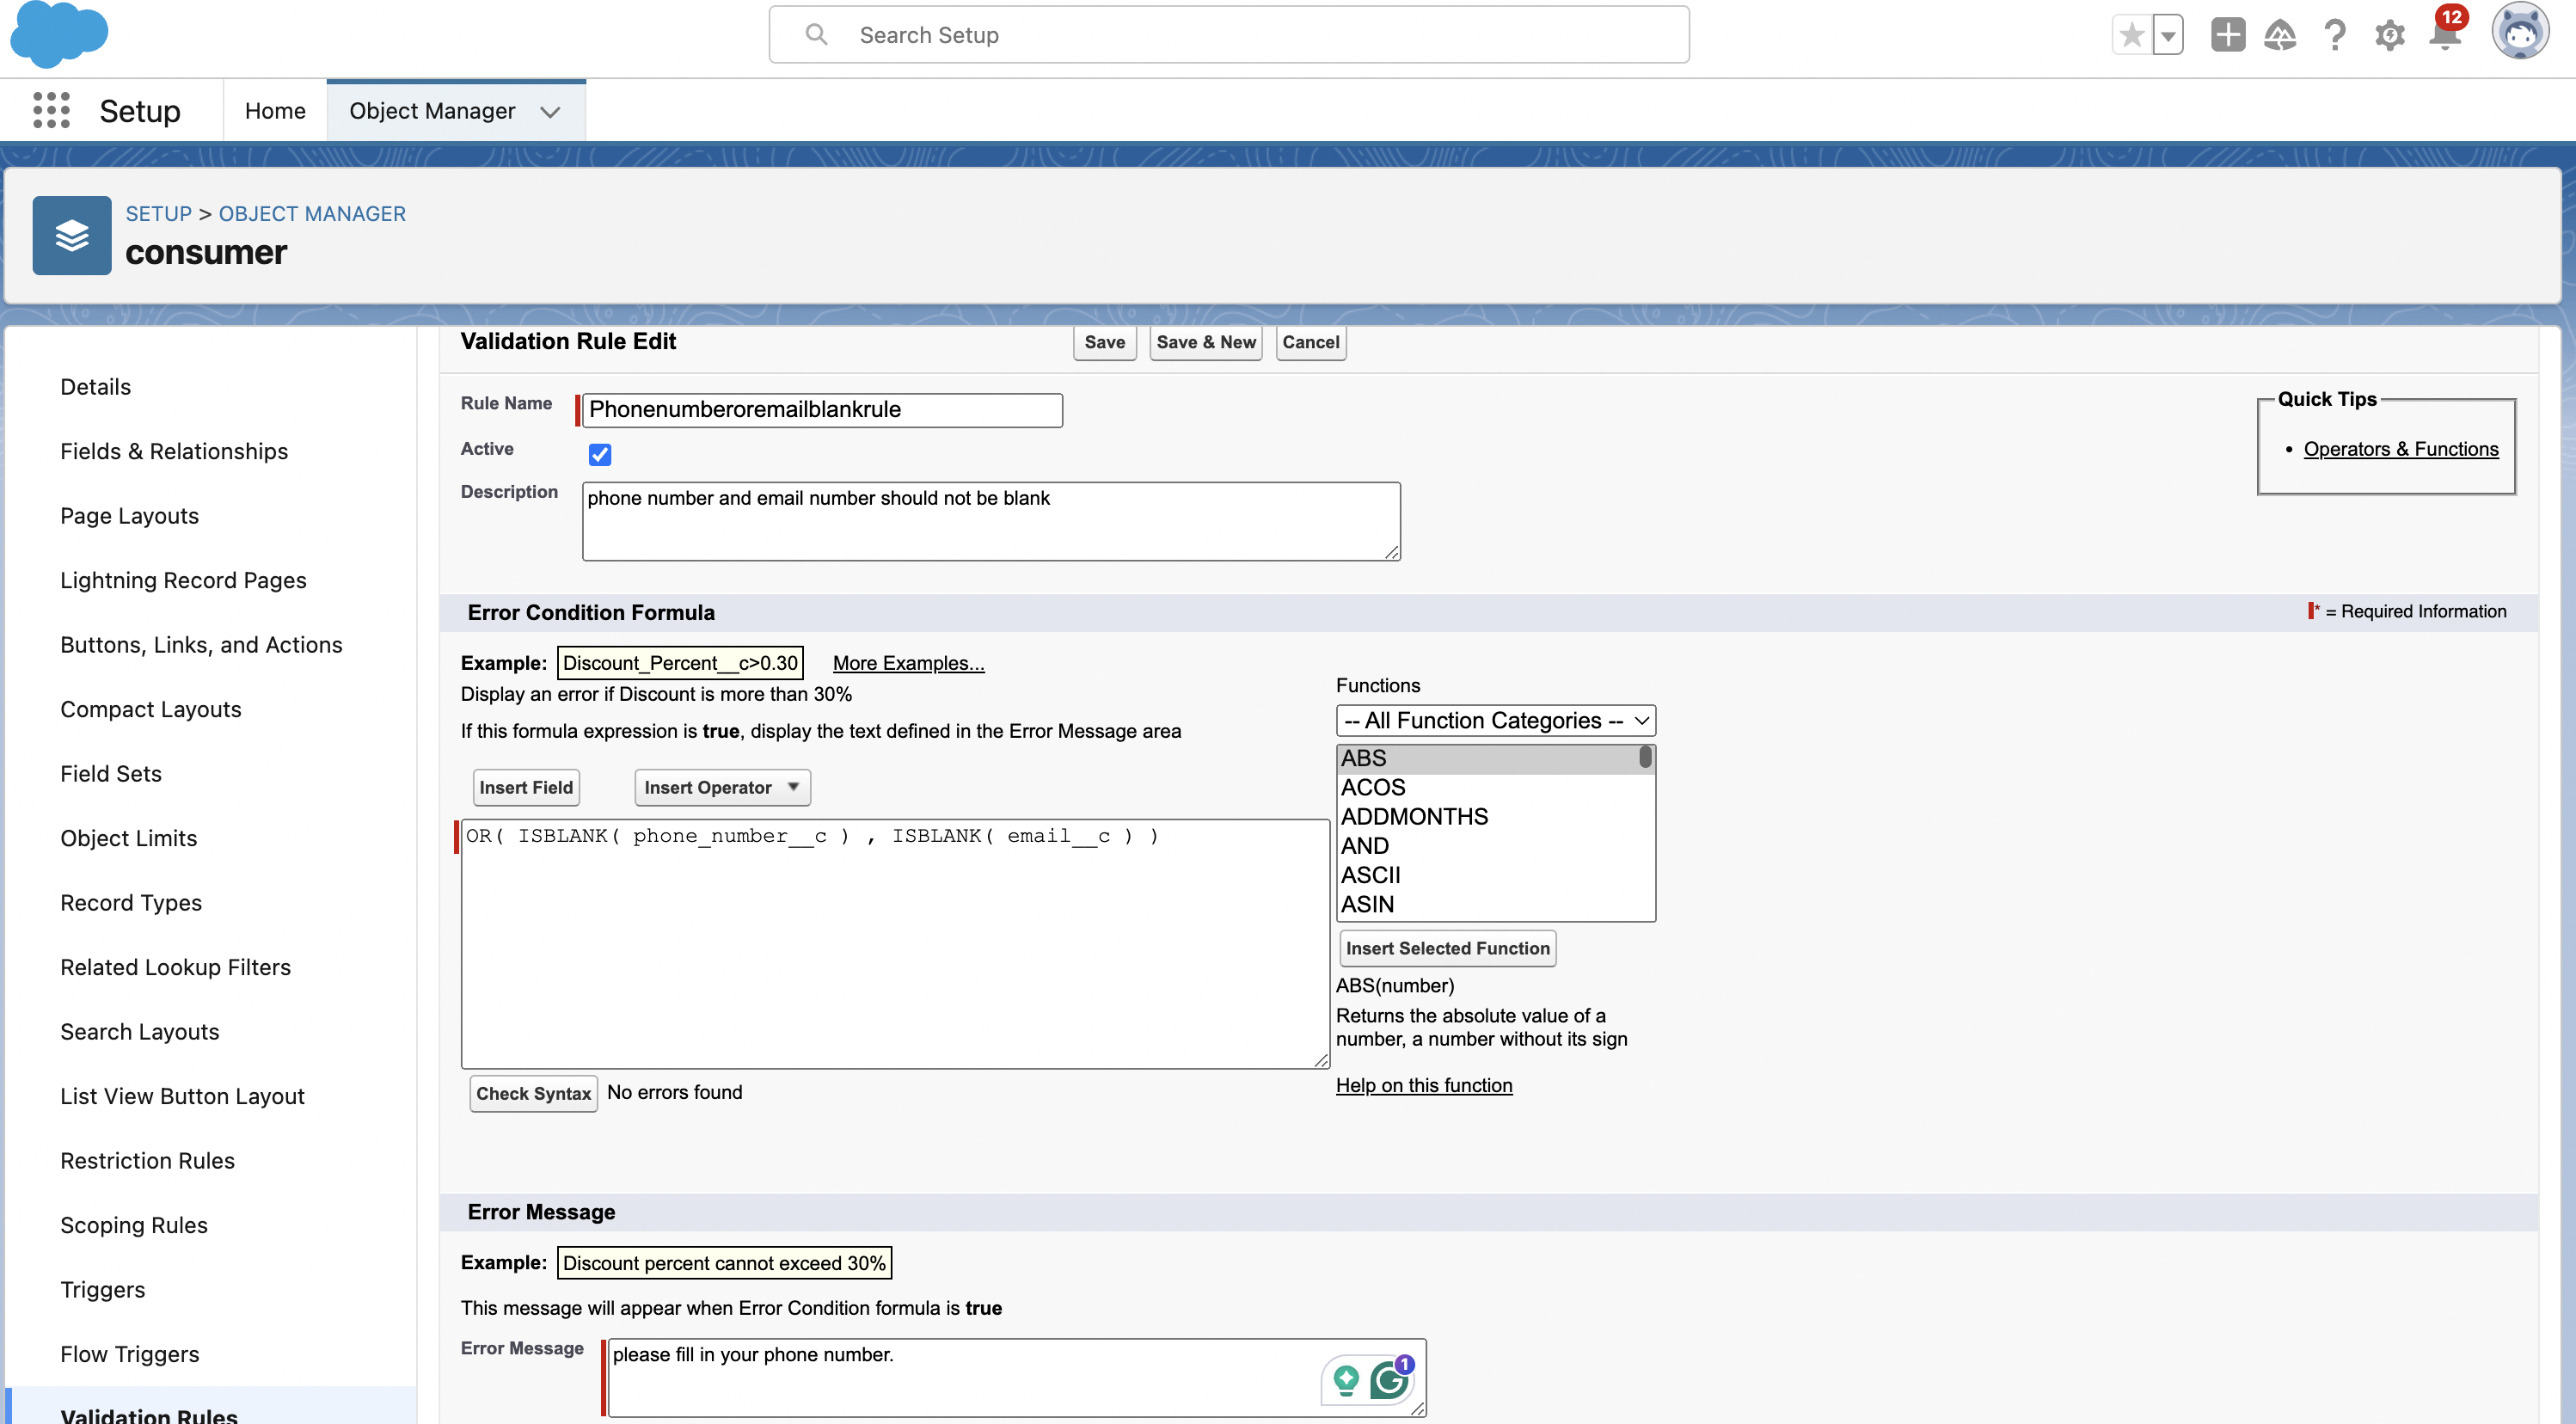 Search Setup
12
Setup
Home
Object Manager
SETUP > OBJECT MANAGER
consumer
Details
Fields & Relationships
Page Layouts
Lightning Record Pages
Buttons, Links, and Actions
Compact Layouts
Field Sets
Object Limits
Record Types
Related Lookup Filters
Search Layouts
List View Button Layout
Restriction Rules
Scoping Rules
Triggers
Flow Triggers
Validation Rules
Validation Rule Edit
Save
Save & New
Cancel
Rule Name
Phonenumberoremailblankrule
Active
Description
phone number and email number should not be blank
Quick Tips
• Operators & Functions
Error Condition Formula
* = Required Information
Example: Discount_Percent__c>0.30 More Examples...
Display an error if Discount is more than 30%
If this formula expression is true, display the text defined in the Error Message area
Insert Field
Insert Operator
OR( ISBLANK( phone_number__c ) , ISBLANK( email__c ) )
Check Syntax No errors found
Functions
-- All Function Categories --
ABS
ACOS
ADDMONTHS
AND
ASCII
ASIN
Insert Selected Function
ABS(number)
Returns the absolute value of a
number, a number without its sign
Help on this function
Error Message
Example: Discount percent cannot exceed 30%
This message will appear when Error Condition formula is true
Error Message
please fill in your phone number.
1